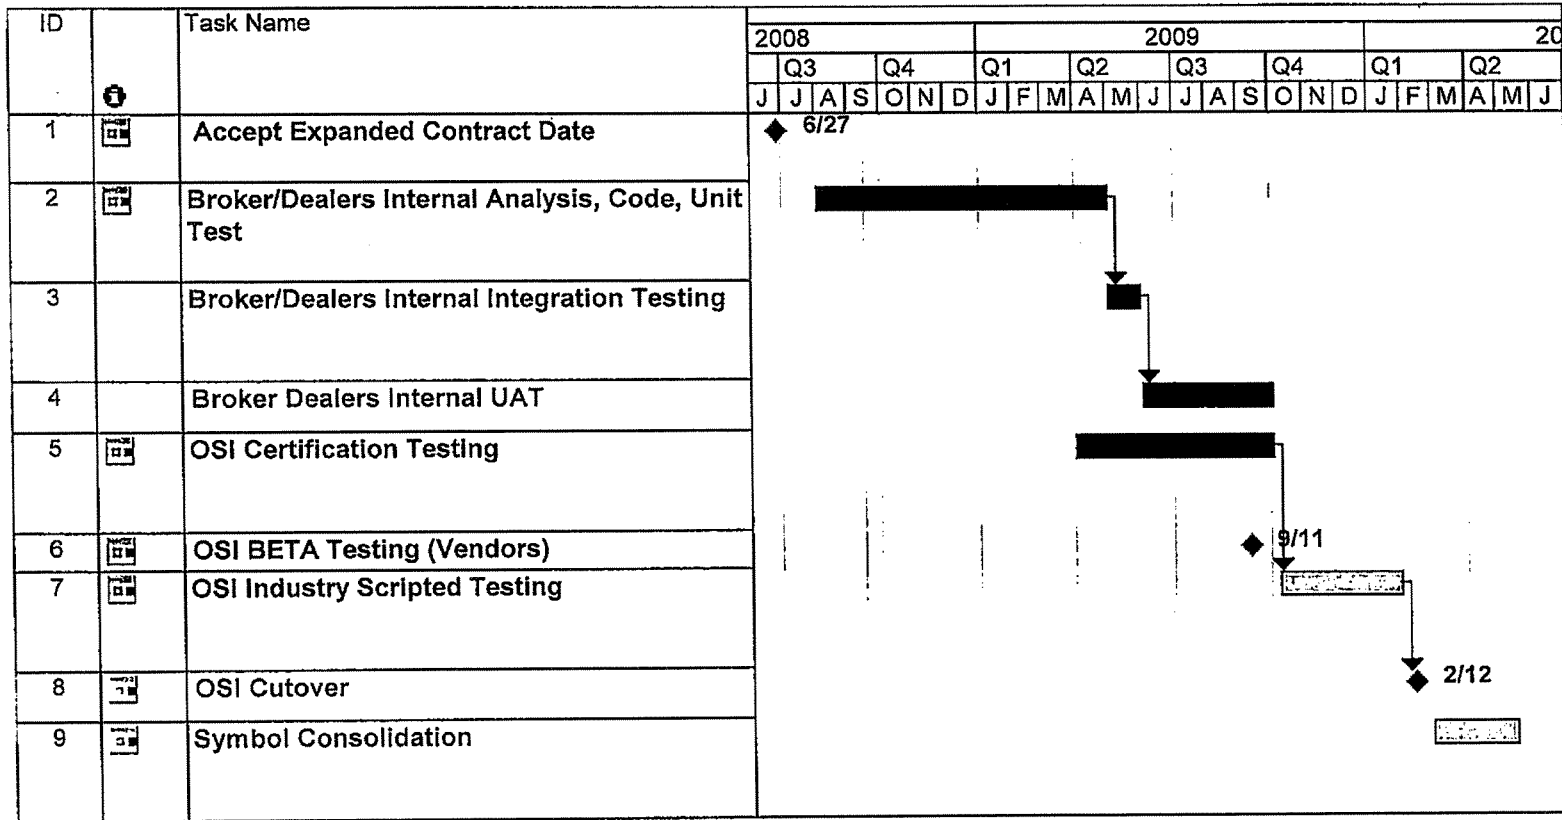 ID Task Name
2008 2009 20
Q3 Q4 Q1 Q2 Q3 Q4 Q1 Q2
J J A S O N D J F M A M J J A S O N D J F M A M J
1 Accept Expanded Contract Date 6/27
2 Broker/Dealers Internal Analysis, Code, Unit
Test
3 Broker/Dealers Internal Integration Testing
4 Broker Dealers Internal UAT
5 OSI Certification Testing
6 OSI BETA Testing (Vendors) 9/11
7 OSI Industry Scripted Testing
8 OSI Cutover 2/12
9 Symbol Consolidation